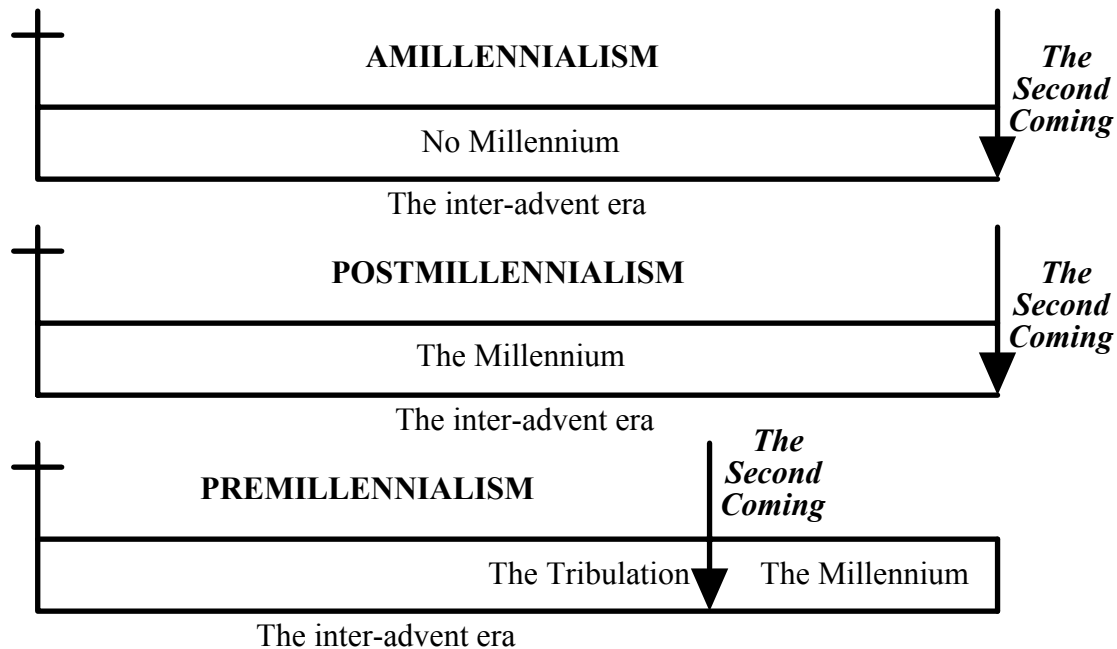 AMILLENNIALISM
The
Second
Coming
No Millennium
The inter-advent era
POSTMILLENNIALISM
The
Second
Coming
The Millennium
The inter-advent era
PREMILLENNIALISM
The
Second
Coming
The Tribulation
The Millennium
The inter-advent era